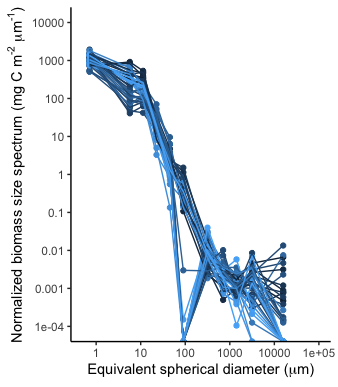 Normalized biomass size spectrum (mg C m⁻² μm⁻¹)
10000
1000
100
10
1
0.1
0.01
0.001
1e-04
1 10 100 1000 10000 1e+05
Equivalent spherical diameter (μm)